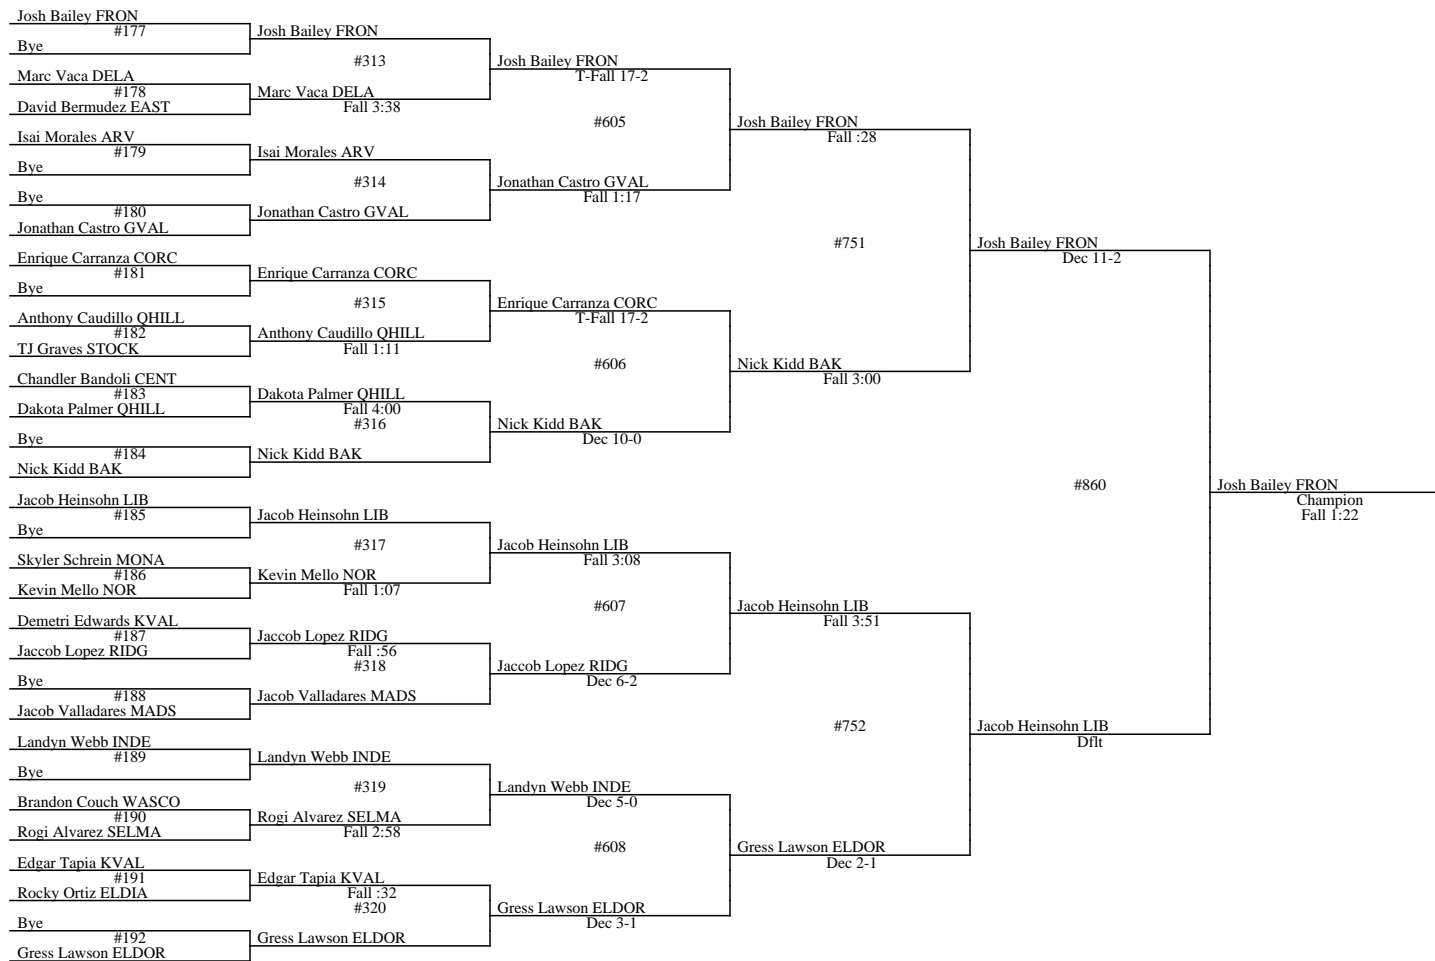 Josh Bailey FRON
#177
Bye
Josh Bailey FRON
#313
Marc Vaca DELA
#178
David Bermudez EAST
Marc Vaca DELA
Fall 3:38
Josh Bailey FRON
T-Fall 17-2
#605
Isai Morales ARV
#179
Bye
Isai Morales ARV
#314
Bye
#180
Jonathan Castro GVAL
Jonathan Castro GVAL
Jonathan Castro GVAL
Fall 1:17
Josh Bailey FRON
Fall :28
#751
Enrique Carranza CORC
#181
Bye
Enrique Carranza CORC
#315
Anthony Caudillo QHILL
#182
TJ Graves STOCK
Anthony Caudillo QHILL
Fall 1:11
Enrique Carranza CORC
T-Fall 17-2
#606
Chandler Bandoli CENT
#183
Dakota Palmer QHILL
Dakota Palmer QHILL
Fall 4:00
#316
Bye
#184
Nick Kidd BAK
Nick Kidd BAK
Nick Kidd BAK
Dec 10-0
Nick Kidd BAK
Fall 3:00
Josh Bailey FRON
Dec 11-2
#860
Jacob Heinsohn LIB
#185
Bye
Jacob Heinsohn LIB
#317
Skyler Schrein MONA
#186
Kevin Mello NOR
Kevin Mello NOR
Fall 1:07
Jacob Heinsohn LIB
Fall 3:08
#607
Demetri Edwards KVAL
#187
Jaccob Lopez RIDG
Jaccob Lopez RIDG
Fall :56
#318
Bye
#188
Jacob Valladares MADS
Jacob Valladares MADS
Jaccob Lopez RIDG
Dec 6-2
Jacob Heinsohn LIB
Fall 3:51
#752
Landyn Webb INDE
#189
Bye
Landyn Webb INDE
#319
Brandon Couch WASCO
#190
Rogi Alvarez SELMA
Rogi Alvarez SELMA
Fall 2:58
Landyn Webb INDE
Dec 5-0
#608
Edgar Tapia KVAL
#191
Rocky Ortiz ELDIA
Edgar Tapia KVAL
Fall :32
#320
Bye
#192
Gress Lawson ELDOR
Gress Lawson ELDOR
Gress Lawson ELDOR
Dec 3-1
Gress Lawson ELDOR
Dec 2-1
Jacob Heinsohn LIB
Dflt
Josh Bailey FRON
Champion
Fall 1:22